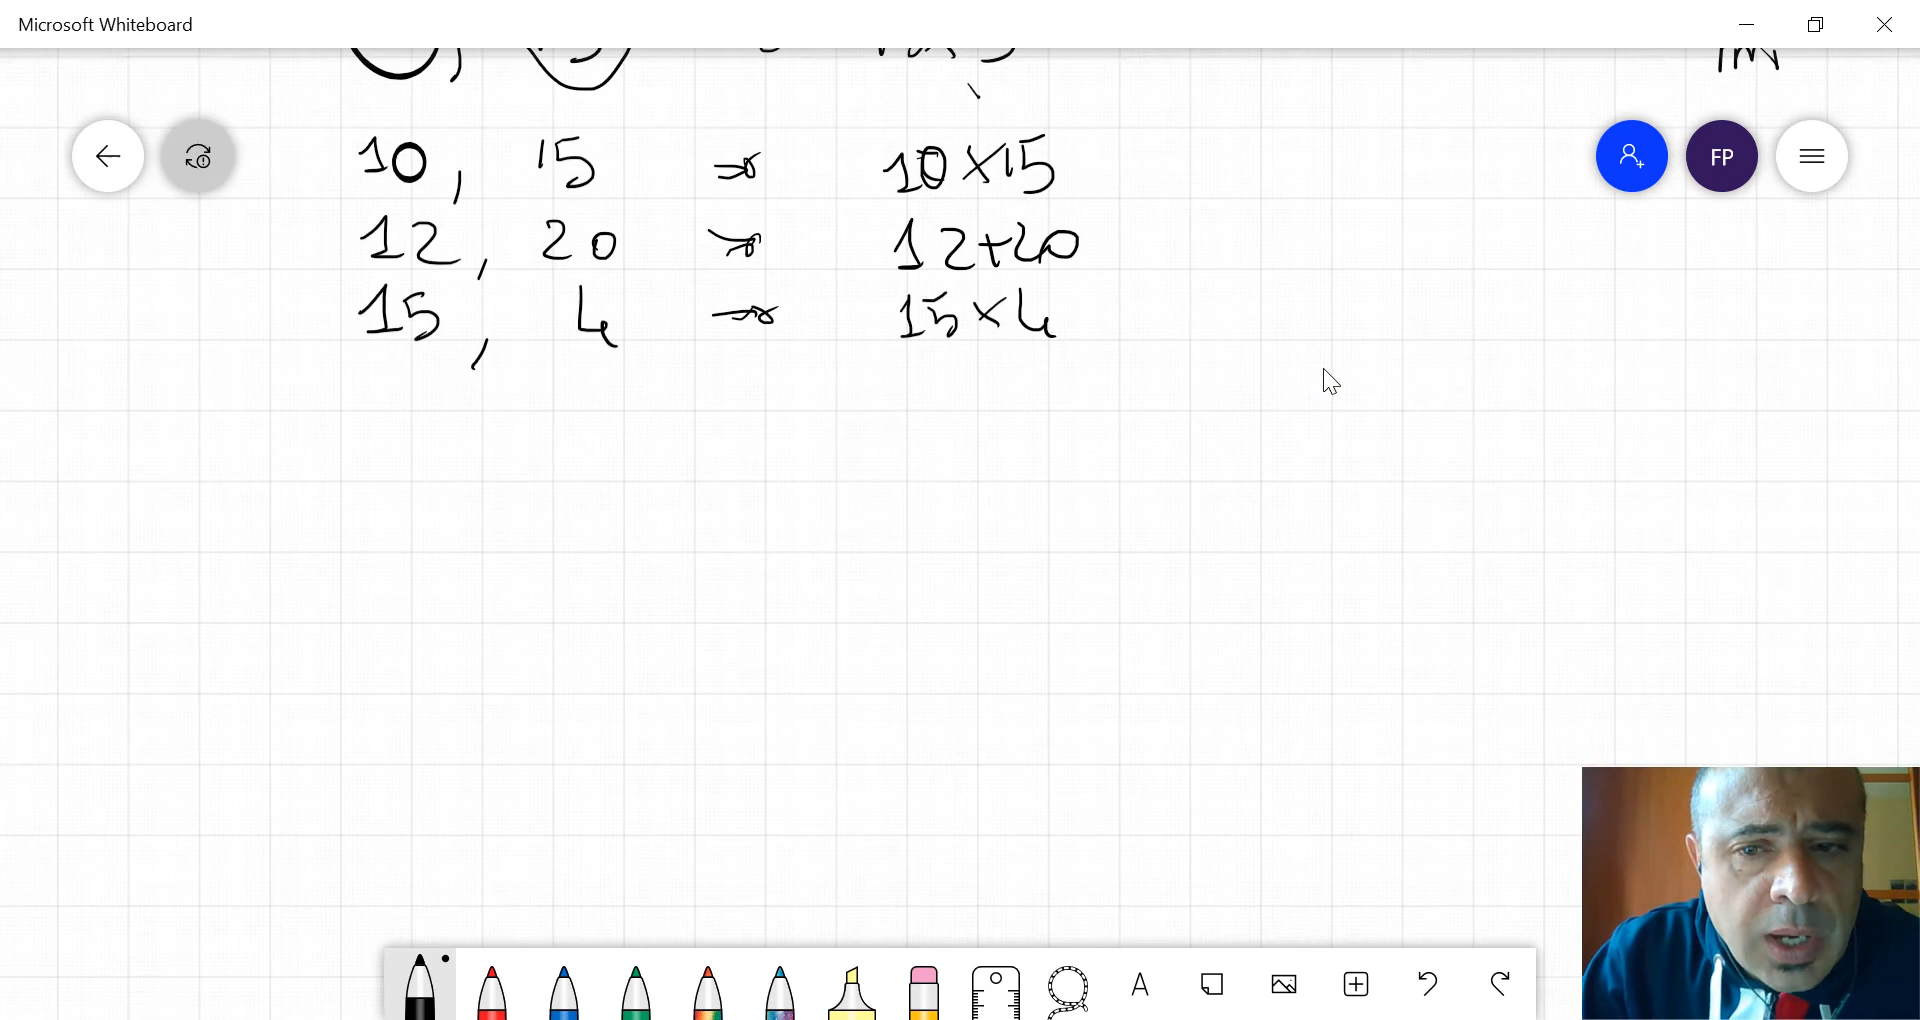 Microsoft Whiteboard
FP
10, 15 → 10×15
12, 20 → 12+20
15, 4 → 15×4
A